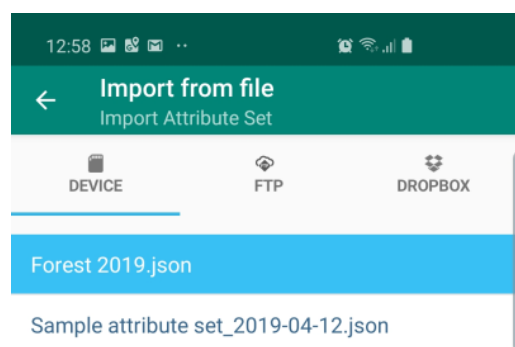 12:58
Import from file
Import Attribute Set
DEVICE FTP DROPBOX
Forest 2019.json
Sample attribute set_2019-04-12.json